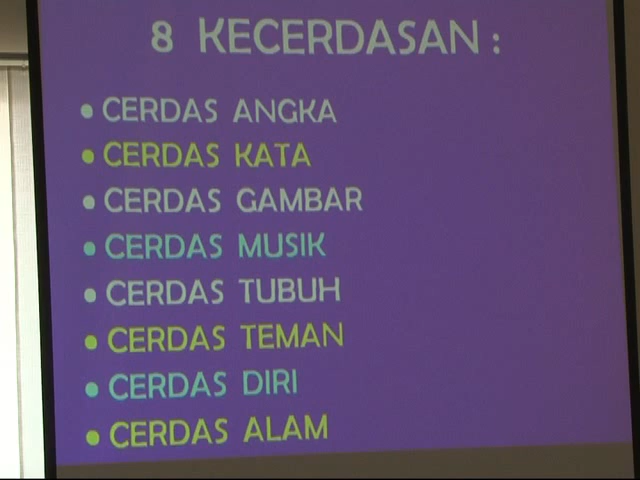 8 KECERDASAN :
• CERDAS ANGKA
• CERDAS KATA
• CERDAS GAMBAR
• CERDAS MUSIK
• CERDAS TUBUH
• CERDAS TEMAN
• CERDAS DIRI
• CERDAS ALAM